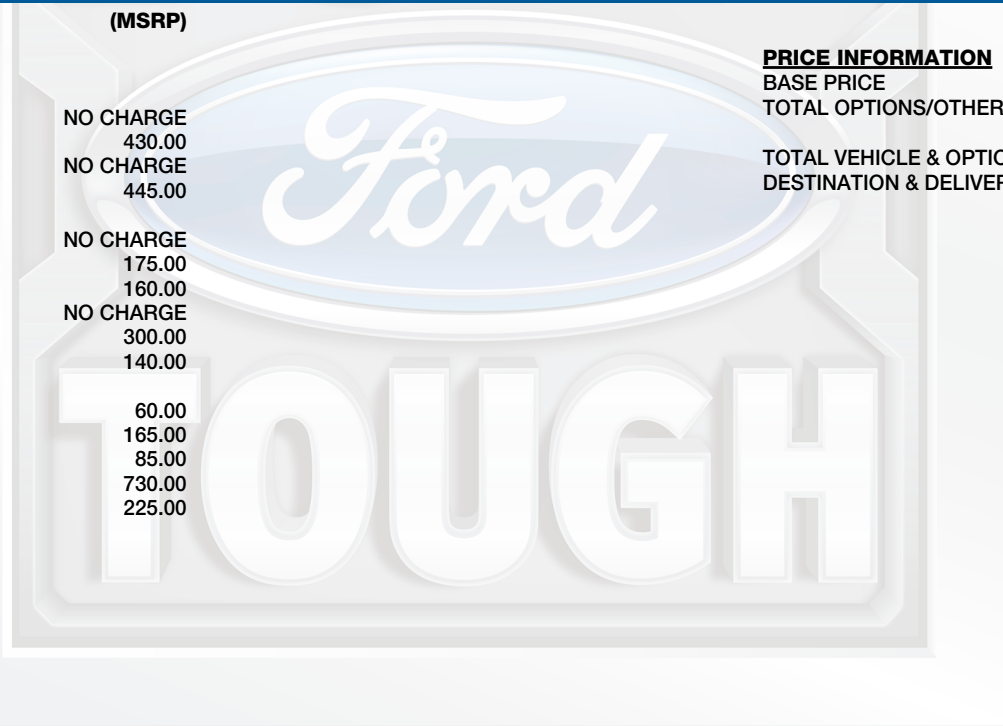 (MSRP)
NO CHARGE
430.00
NO CHARGE
445.00
NO CHARGE
175.00
160.00
NO CHARGE
300.00
140.00
60.00
165.00
85.00
730.00
225.00
PRICE INFORMATION
BASE PRICE
TOTAL OPTIONS/OTHER
TOTAL VEHICLE & OPTIO
DESTINATION & DELIVER
Ford
TOUGH